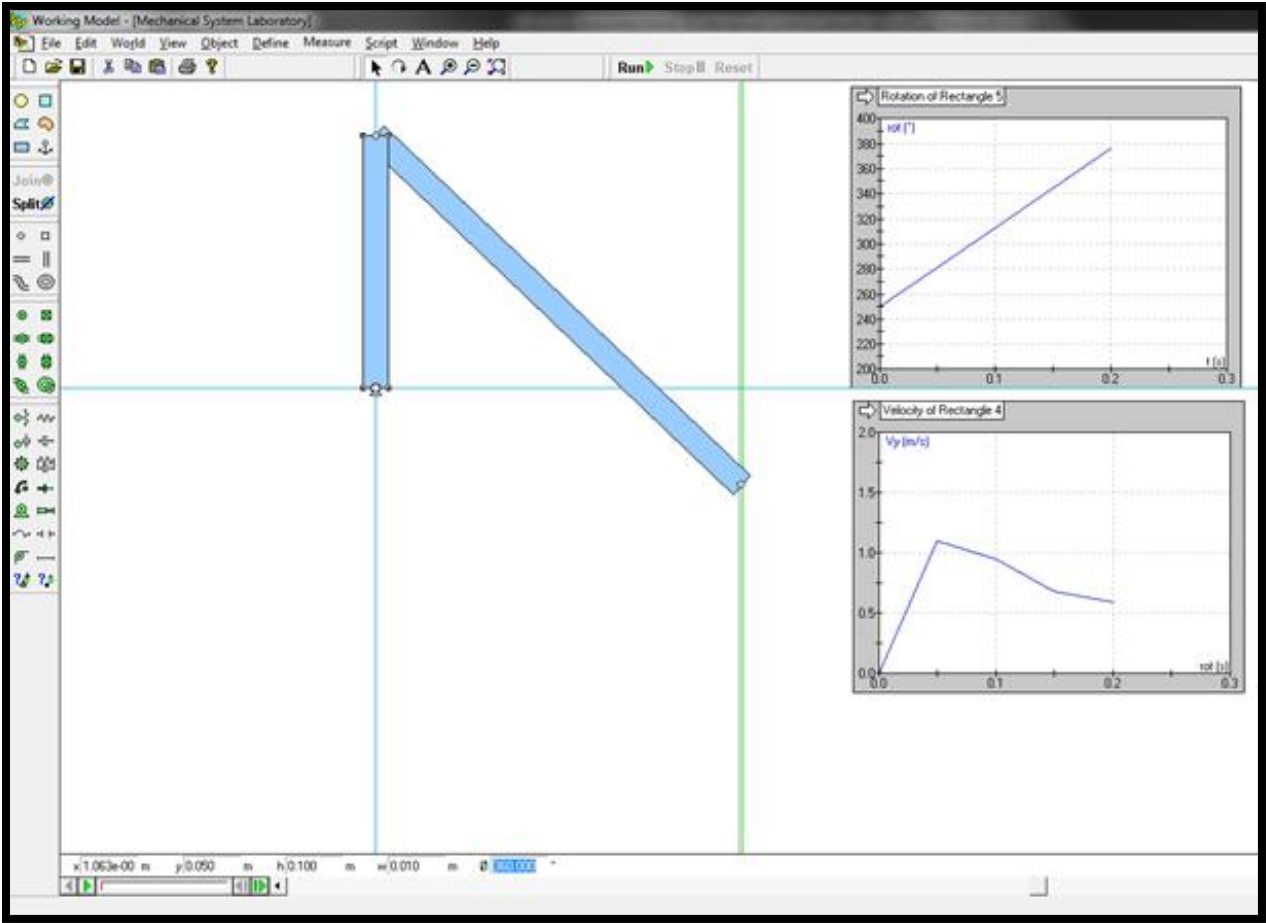 Working Model - [Mechanical System Laboratory]
File Edit World View Object Define Measure Script Window Help
A Run Stop Reset
Join
Split
Rotation of Rectangle 5
rot (°)
400
380
360
340
320
300
280
260
240
220
200
t (s)
0.0 0.1 0.2 0.3
Velocity of Rectangle 4
2.0
Vy (m/s)
1.5
1.0
0.5
0.0
rot (s)
0.0 0.1 0.2 0.3
x 1.063e-00 m y 0.050 m h 0.100 m w 0.010 m Ø 360.000 °